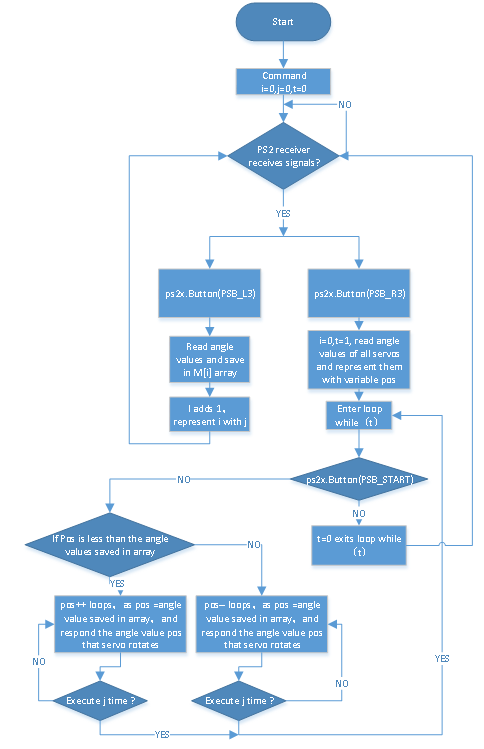 Start
Command
i=0,j=0,t=0
NO
PS2 receiver
receives signals?
YES
ps2x.Button(PSB_L3)
ps2x.Button(PSB_R3)
Read angle
values and save
in M[i] array
i=0,t=1, read angle
values of all servos
and represent them
with variable pos
I adds 1,
represent i with j
Enter loop
while (t)
ps2x.Button(PSB_START)
NO
NO
t=0 exits loop while
(t)
If Pos is less than the angle
values saved in array
NO
YES
pos++ loops, as pos =angle
value saved in array, and
respond the angle value pos
that servo rotates
pos-- loops, as pos =angle
value saved in array, and
respond the angle value pos
that servo rotates
NO
NO
YES
Execute j time ?
Execute j time ?
YES